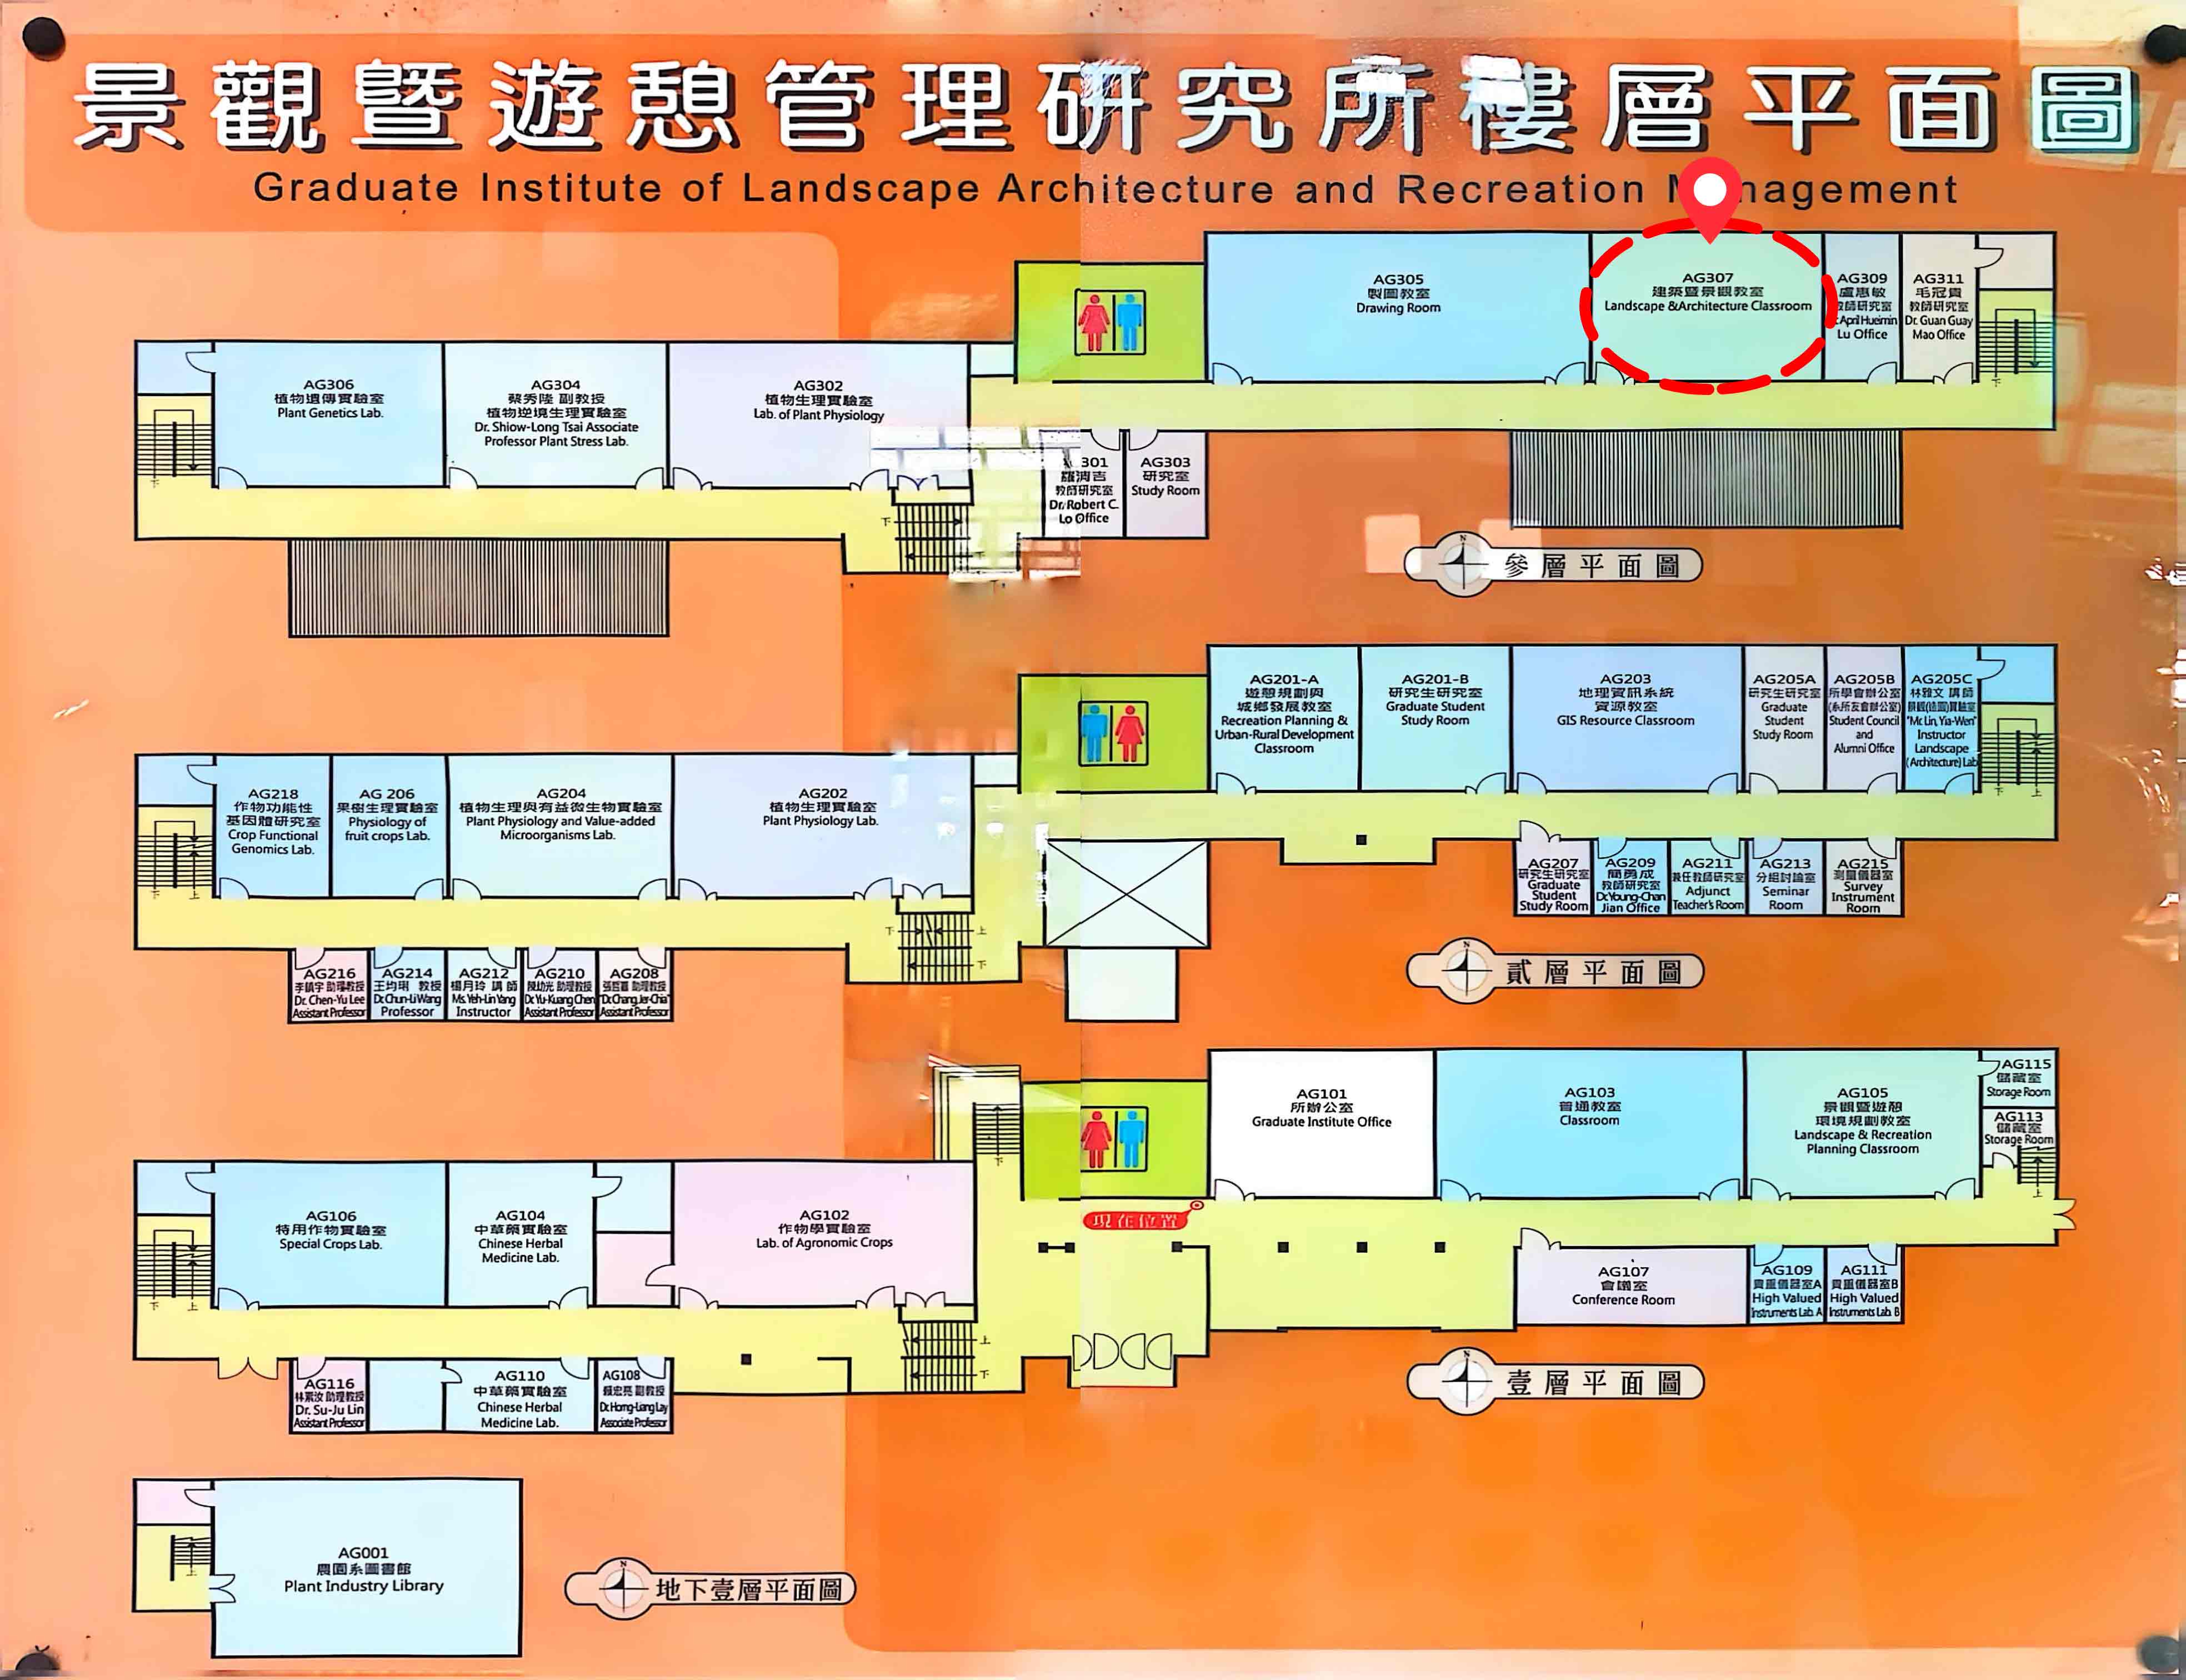 景觀暨遊憩管理研究所樓層平面圖
Graduate Institute of Landscape Architecture and Recreation M nagement
AG305
製圖教室
Drawing Room
AG307
建築暨景觀教室
Landscape &Architecture Classroom
AG309
盧惠敏
教師研究室
April Hueimin
Lu Office
AG311
毛冠貴
教師研究室
Dr. Guan Guay
Mao Office
下
AG306
植物遺傳實驗室
Plant Genetics Lab.
AG304
蔡秀隆 副教授
植物逆境生理實驗室
Dr. Shiow-Long Tsai Associate
Professor Plant Stress Lab.
AG302
植物生理實驗室
Lab. of Plant Physiology
下
下
301
羅清吉
教師研究室
Dr. Robert C.
Lo Office
AG303
研究室
Study Room
N
參層平面圖
AG201-A
遊憩規劃與
城鄉發展教室
Recreation Planning &
Urban-Rural Development
Classroom
AG201-B
研究生研究室
Graduate Student
Study Room
AG203
地理資訊系統
資源教室
GIS Resource Classroom
AG205A
研究生研究室
Graduate
Student
Study Room
AG205B
所學會辦公室
(系所友會辦公室)
Student Council
and
Alumni Office
AG205C
林雅文 講師
景觀(造園)實驗室
"Mr. Lin, Yia-Wen"
Instructor
Landscape
(Architecture) Lab
下 上
AG218
作物功能性
基因體研究室
Crop Functional
Genomics Lab.
AG 206
果樹生理實驗室
Physiology of
fruit crops Lab.
AG204
植物生理與有益微生物實驗室
Plant Physiology and Value-added
Microorganisms Lab.
AG202
植物生理實驗室
Plant Physiology Lab.
下 上
下 上
下
AG207
研究生研究室
Graduate
Student
Study Room
AG209
簡勇成
教師研究室
Dr.Young-Chan
Jian Office
AG211
兼任教師研究室
Adjunct
Teacher's Room
AG213
分組討論室
Seminar
Room
AG215
測量儀器室
Survey
Instrument
Room
AG216
李鎮宇 助理教授
Dr. Chen-Yu Lee
Assistant Professor
AG214
王均琍 教授
Dr.Chun-Li Wang
Professor
AG212
楊月玲 講師
Ms. Yeh-Lin Yang
Instructor
AG210
陳幼光 助理教授
Dr. Yu-Kuang Chen
Assistant Professor
AG208
張哲嘉 助理教授
"Dr.Chang, Jer-Chia"
Assistant Professor
N
貳層平面圖
AG101
所辦公室
Graduate Institute Office
AG103
普通教室
Classroom
AG105
景觀暨遊憩
環境規劃教室
Landscape & Recreation
Planning Classroom
AG115
儲藏室
Storage Room
AG113
儲藏室
Storage Room
上
下
AG106
特用作物實驗室
Special Crops Lab.
AG104
中草藥實驗室
Chinese Herbal
Medicine Lab.
AG102
作物學實驗室
Lab. of Agronomic Crops
現在位置
下 上
上
下
AG107
會議室
Conference Room
AG109
貴重儀器室A
High Valued
Instruments Lab. A
AG111
貴重儀器室B
High Valued
Instruments Lab. B
AG116
林素汝 助理教授
Dr. Su-Ju Lin
Assistant Professor
AG110
中草藥實驗室
Chinese Herbal
Medicine Lab.
AG108
賴宏亮 副教授
Dr. Horng-Liang Lay
Associate Professor
N
壹層平面圖
AG001
農園系圖書館
Plant Industry Library
上
N
地下壹層平面圖